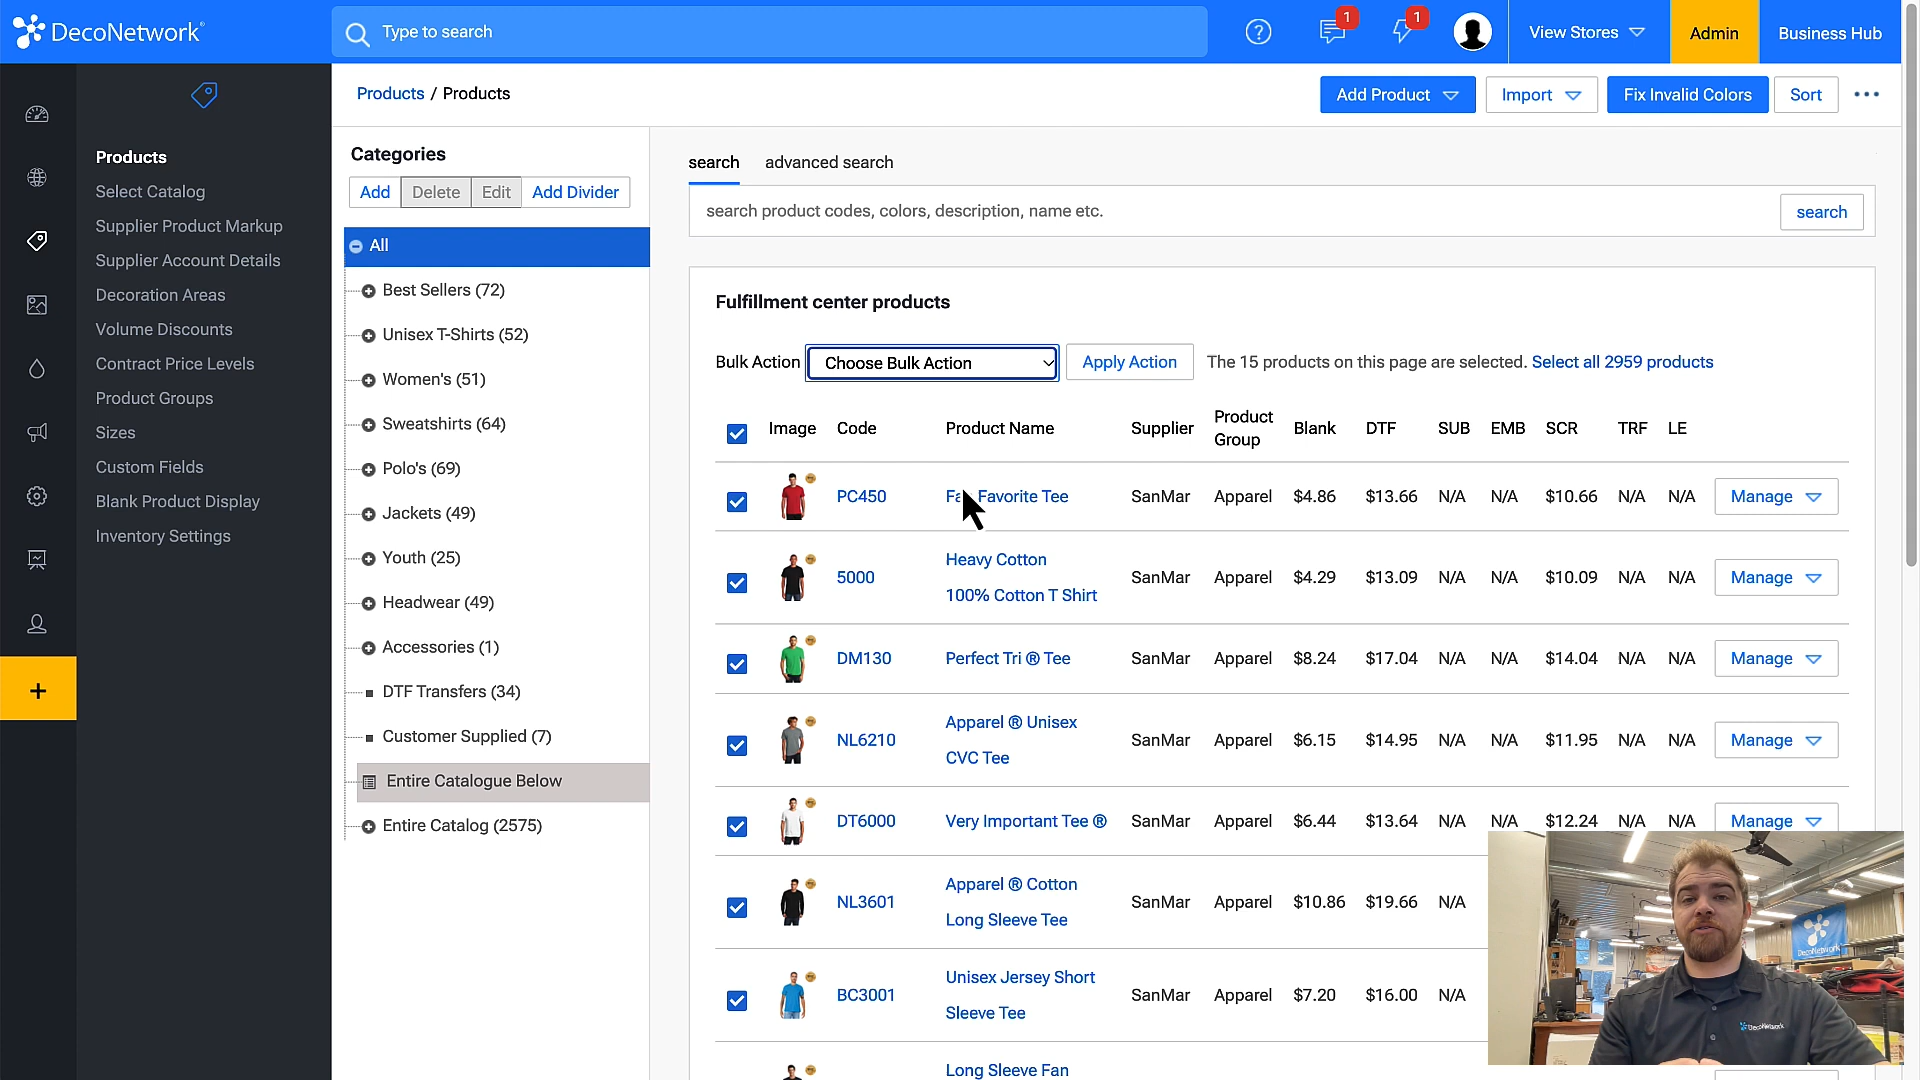 DecoNetwork
Type to search
1
1
View Stores
Admin
Business Hub
Products / Products
Add Product
Import
Fix Invalid Colors
Sort
Products
Select Catalog
Supplier Product Markup
Supplier Account Details
Decoration Areas
Volume Discounts
Contract Price Levels
Product Groups
Sizes
Custom Fields
Blank Product Display
Inventory Settings
Categories
Add Delete Edit Add Divider
All
Best Sellers (72)
Unisex T-Shirts (52)
Women's (51)
Sweatshirts (64)
Polo's (69)
Jackets (49)
Youth (25)
Headwear (49)
Accessories (1)
DTF Transfers (34)
Customer Supplied (7)
Entire Catalogue Below
Entire Catalog (2575)
search advanced search
search product codes, colors, description, name etc.
search
Fulfillment center products
Bulk Action Choose Bulk Action Apply Action The 15 products on this page are selected. Select all 2959 products
Image Code Product Name Supplier Product Group Blank DTF SUB EMB SCR TRF LE
PC450 Favorite Tee SanMar Apparel $4.86 $13.66 N/A N/A $10.66 N/A N/A Manage
5000 Heavy Cotton 100% Cotton T Shirt SanMar Apparel $4.29 $13.09 N/A N/A $10.09 N/A N/A Manage
DM130 Perfect Tri ® Tee SanMar Apparel $8.24 $17.04 N/A N/A $14.04 N/A N/A Manage
NL6210 Apparel ® Unisex CVC Tee SanMar Apparel $6.15 $14.95 N/A N/A $11.95 N/A N/A Manage
DT6000 Very Important Tee ® SanMar Apparel $6.44 $13.64 N/A N/A $12.24 N/A N/A Manage
NL3601 Apparel ® Cotton Long Sleeve Tee SanMar Apparel $10.86 $19.66 N/A
BC3001 Unisex Jersey Short Sleeve Tee SanMar Apparel $7.20 $16.00 N/A
Long Sleeve Fan
DecoNetwork
DecoNetwork